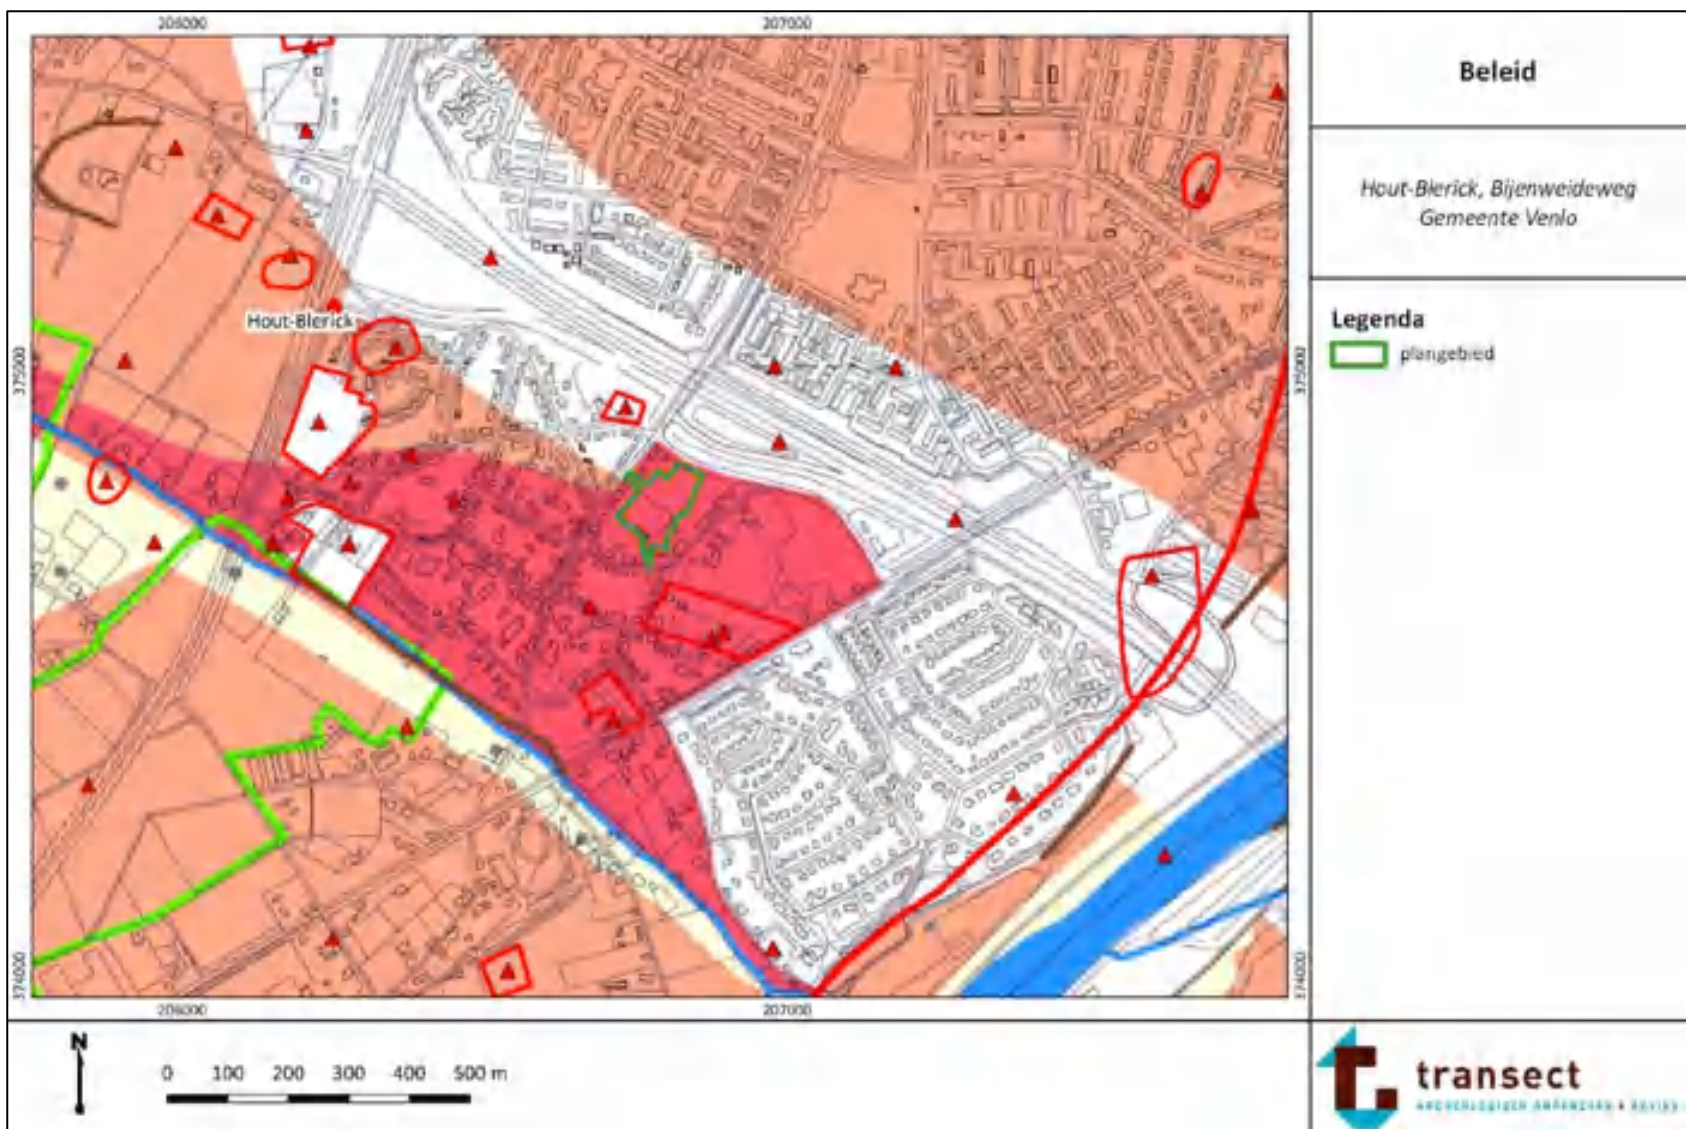 206000
207000
Beleid
Hout-Blerick, Bijenweideweg
Gemeente Venlo
Legenda
plangebied
Hout-Blerick
375000
375000
374000
374000
206000
207000
N
0 100 200 300 400 500 m
transect